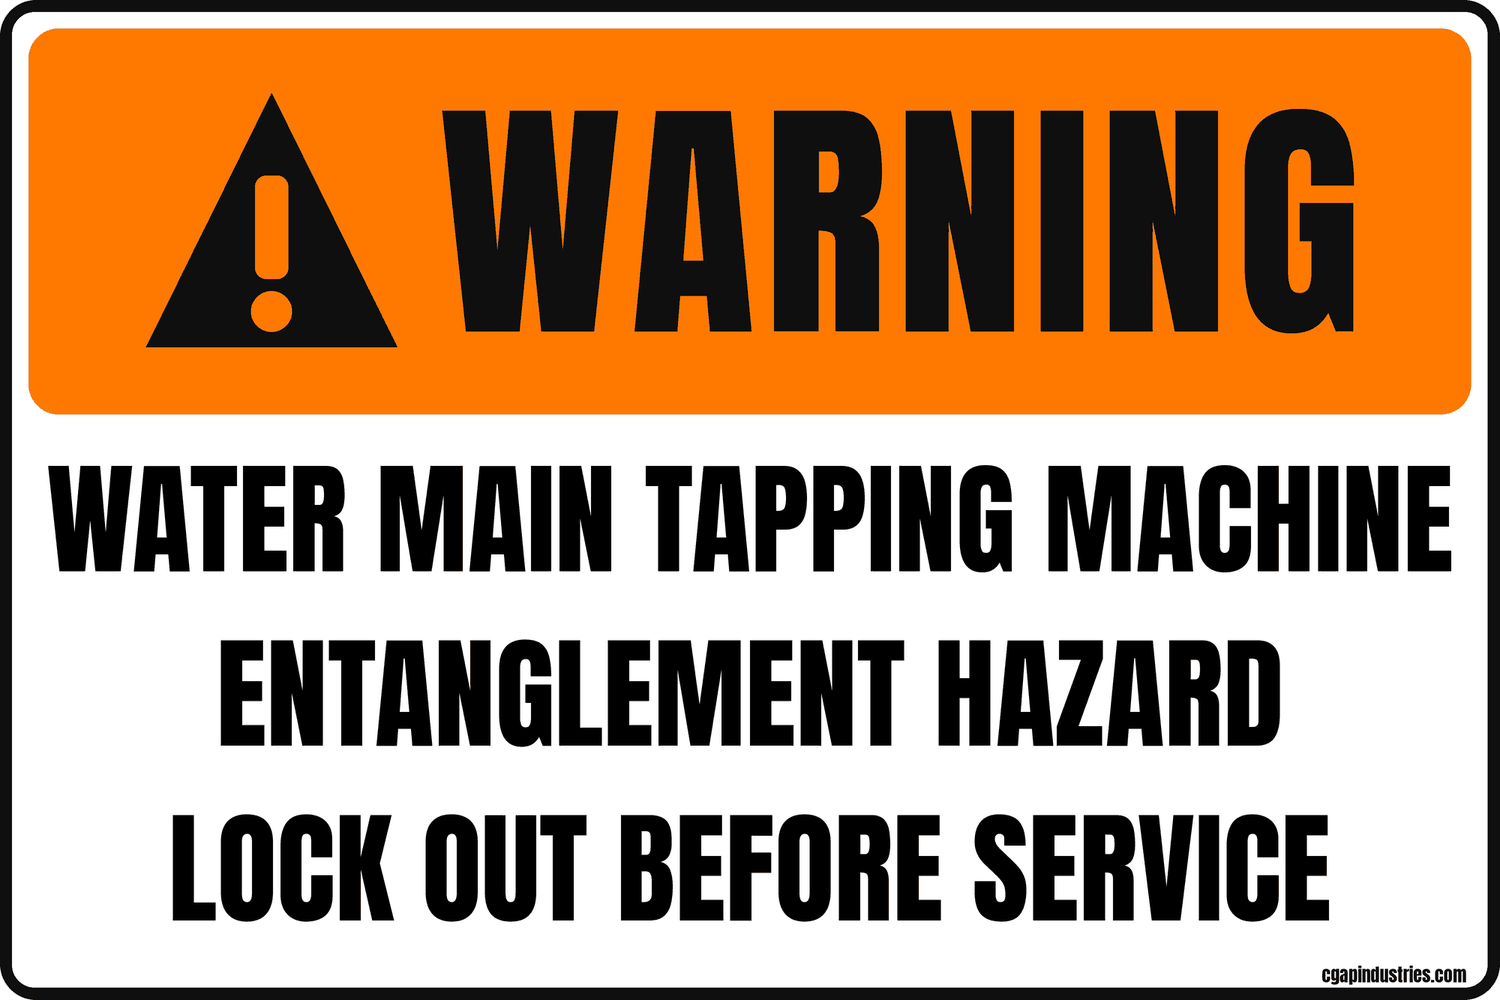 WARNING
WATER MAIN TAPPING MACHINE
ENTANGLEMENT HAZARD
LOCK OUT BEFORE SERVICE
cgapindustries.com